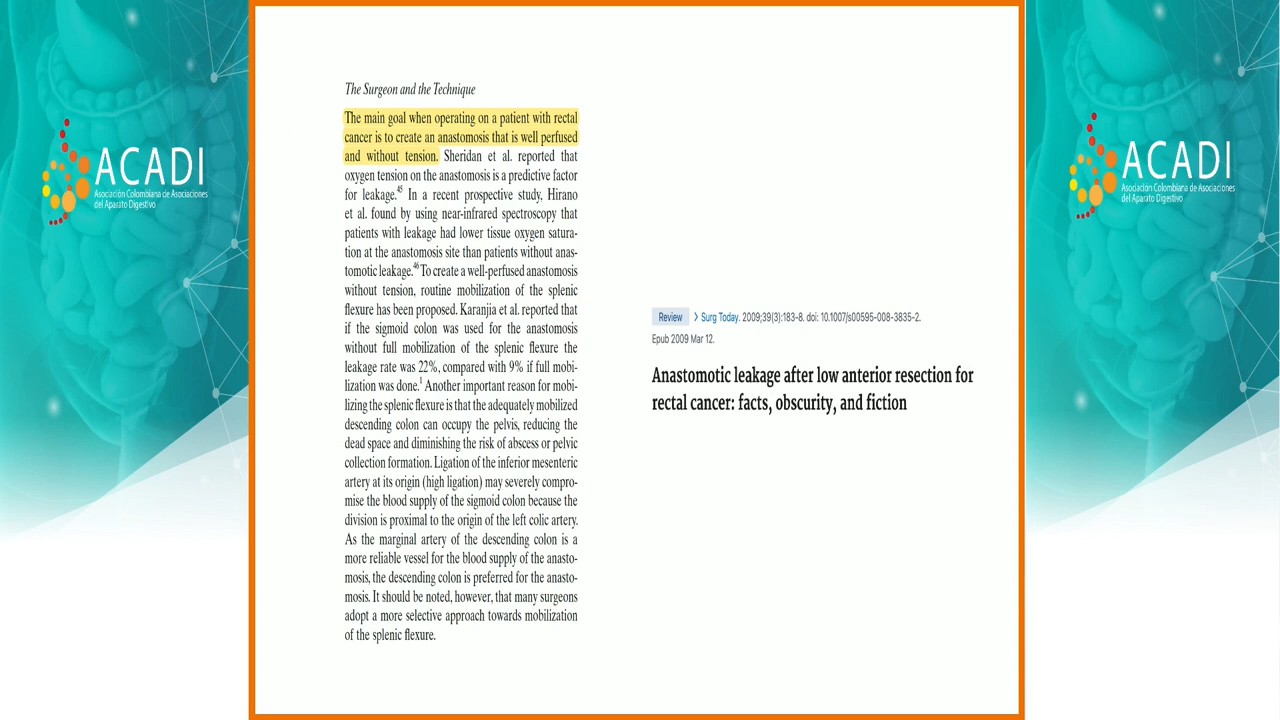 ACADI
Asociación Colombiana de Asociaciones
del Aparato Digestivo
The Surgeon and the Technique
The main goal when operating on a patient with rectal
cancer is to create an anastomosis that is well perfused
and without tension. Sheridan et al. reported that
oxygen tension on the anastomosis is a predictive factor
for leakage.45 In a recent prospective study, Hirano
et al. found by using near-infrared spectroscopy that
patients with leakage had lower tissue oxygen satura-
tion at the anastomosis site than patients without anas-
tomotic leakage.46 To create a well-perfused anastomosis
without tension, routine mobilization of the splenic
flexure has been proposed. Karanjia et al. reported that
if the sigmoid colon was used for the anastomosis
without full mobilization of the splenic flexure the
leakage rate was 22%, compared with 9% if full mobi-
lization was done.1 Another important reason for mobi-
lizing the splenic flexure is that the adequately mobilized
descending colon can occupy the pelvis, reducing the
dead space and diminishing the risk of abscess or pelvic
collection formation. Ligation of the inferior mesenteric
artery at its origin (high ligation) may severely compro-
mise the blood supply of the sigmoid colon because the
division is proximal to the origin of the left colic artery.
As the marginal artery of the descending colon is a
more reliable vessel for the blood supply of the anasto-
mosis, the descending colon is preferred for the anasto-
mosis. It should be noted, however, that many surgeons
adopt a more selective approach towards mobilization
of the splenic flexure.
Review > Surg Today. 2009;39(3):183-8. doi: 10.1007/s00595-008-3835-2.
Epub 2009 Mar 12.
Anastomotic leakage after low anterior resection for
rectal cancer: facts, obscurity, and fiction
ACADI
Asociación Colombiana de Asociaciones
del Aparato Digestivo